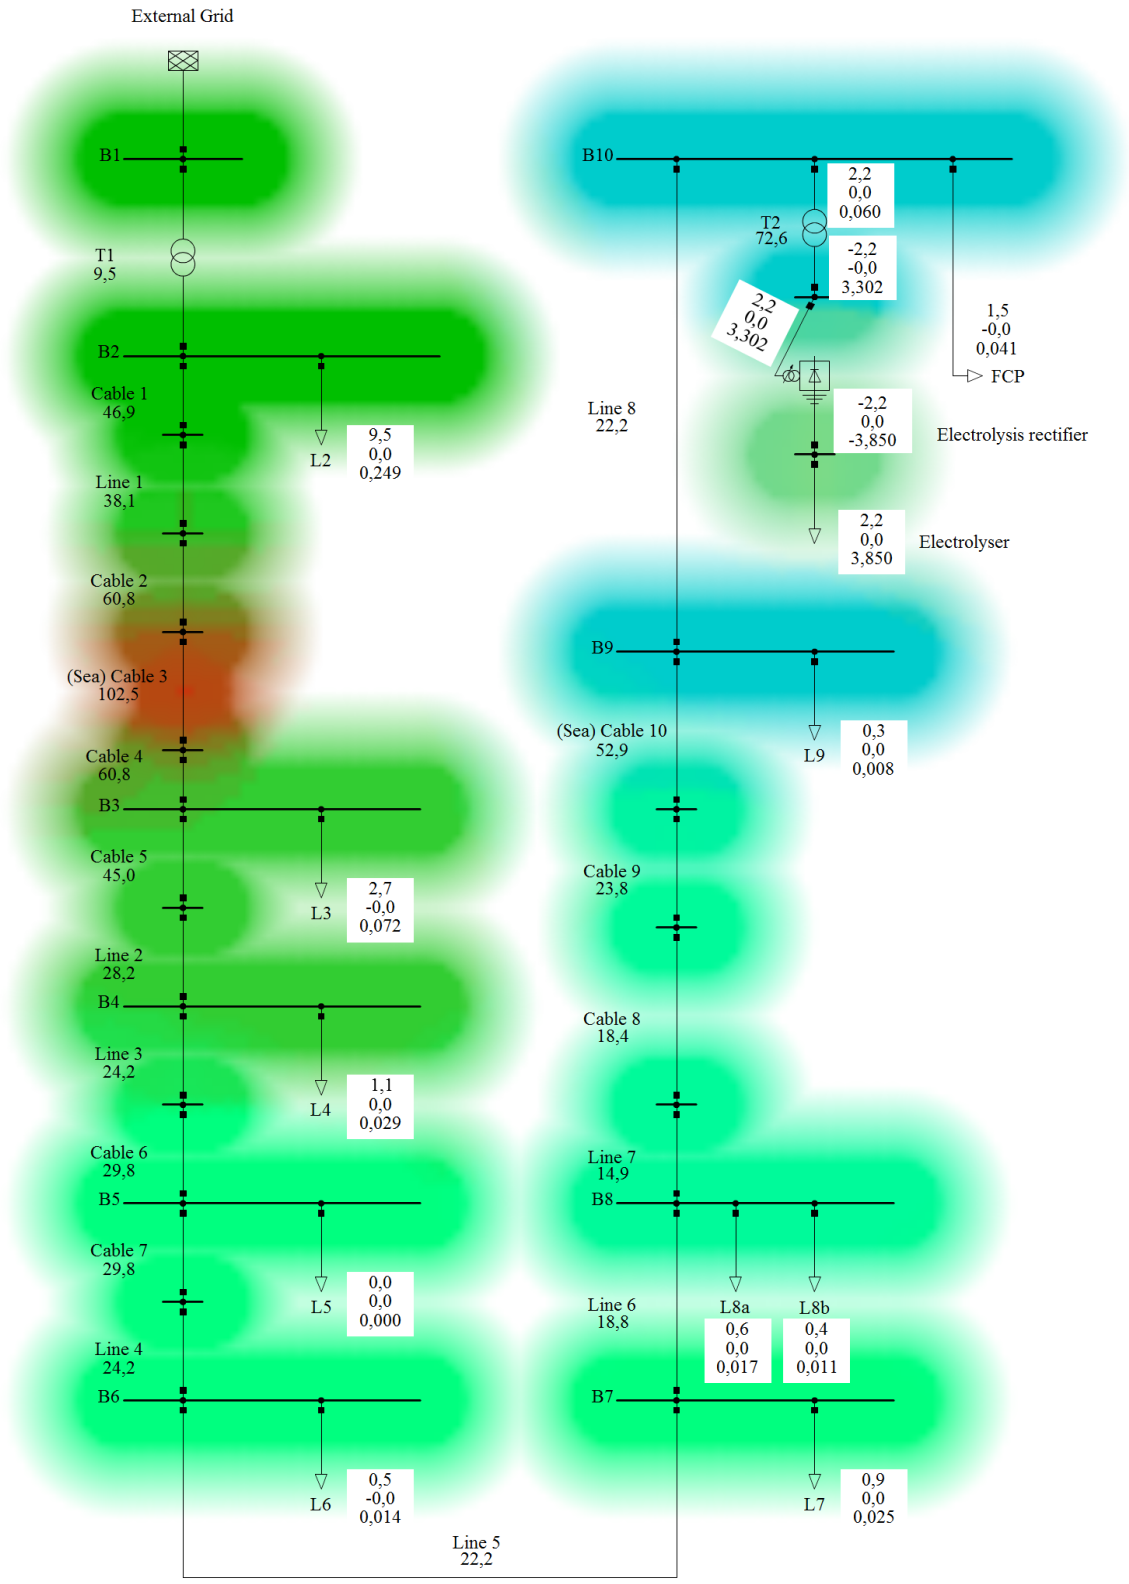 External Grid
B1
T1
9,5
B2
Cable 1
46,9
L2
9,5
0,0
0,249
Line 1
38,1
Cable 2
60,8
(Sea) Cable 3
102,5
Cable 4
60,8
B3
Cable 5
45,0
L3
2,7
-0,0
0,072
Line 2
28,2
B4
Line 3
24,2
L4
1,1
0,0
0,029
Cable 6
29,8
B5
Cable 7
29,8
L5
0,0
0,0
0,000
Line 4
24,2
B6
L6
0,5
-0,0
0,014
Line 5
22,2
B10
2,2
0,0
0,060
T2
72,6
-2,2
-0,0
3,302
2,2
0,0
3,302
1,5
-0,0
0,041
FCP
Line 8
22,2
-2,2
0,0
-3,850
Electrolysis rectifier
2,2
0,0
3,850
Electrolyser
B9
(Sea) Cable 10
52,9
L9
0,3
0,0
0,008
Cable 9
23,8
Cable 8
18,4
Line 7
14,9
B8
Line 6
18,8
L8a
0,6
0,0
0,017
L8b
0,4
0,0
0,011
B7
L7
0,9
0,0
0,025